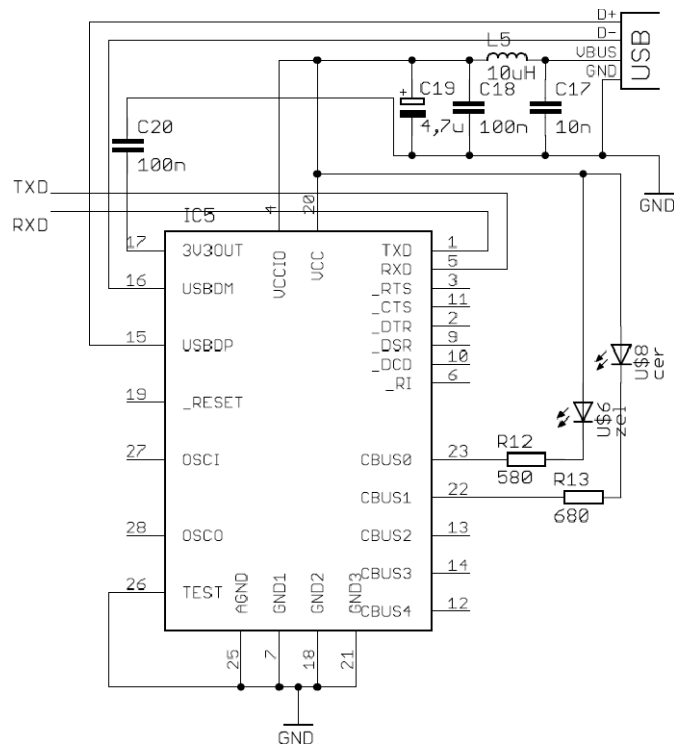 D+
D-
VBUS
GND
USB
L5
10uH
C19
4,7u
C18
100n
C17
10n
C20
100n
GND
TXD
RXD
IC5
4
20
17
3V3OUT
16
USBDM
15
USBDP
19
_RESET
27
OSCI
28
OSCO
26
TEST
VCCIO
VCC
TXD
1
RXD
5
_RTS
3
_CTS
11
_DTR
2
_DSR
9
_DCD
10
_RI
6
CBUS0
23
CBUS1
22
CBUS2
13
CBUS3
14
CBUS4
12
AGND
GND1
GND2
GND3
25
7
18
21
GND
R12
580
R13
680
U$6
zel
U$8
cer